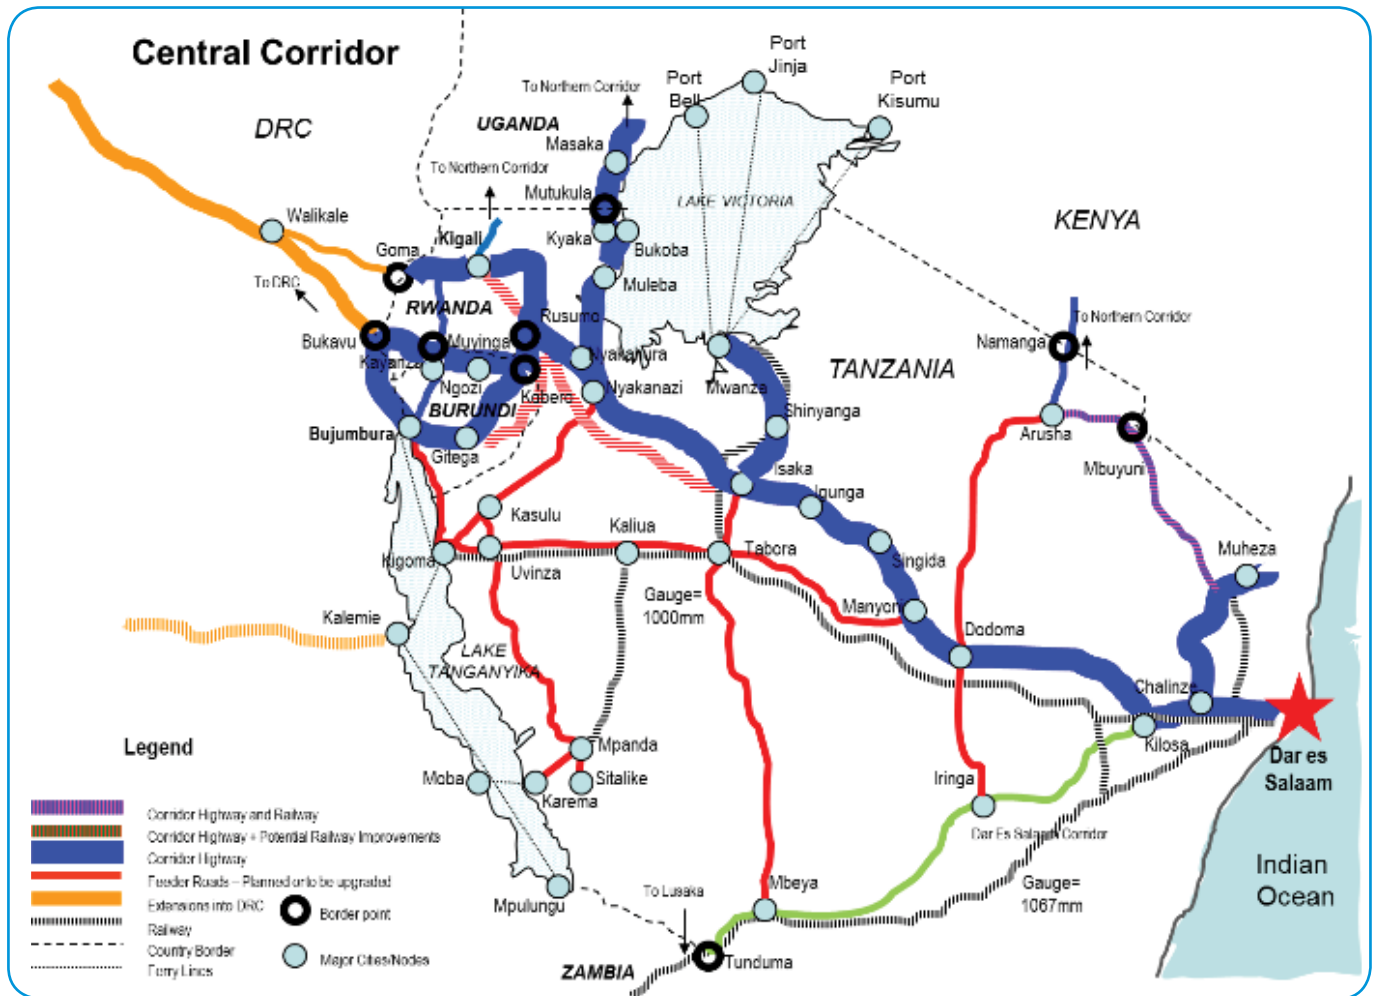 Central Corridor
Port
Jinja
Port
Bell
Port
Kisumu
To Northern Corridor
DRC
UGANDA
Masaka
To Northern Corridor
Mutukula
LAKE VICTORIA
KENYA
Walikale
Goma
Kigali
Kyaka
Bukoba
To DRC
Muleba
RWANDA
Rusumo
To Northern Corridor
Bukavu
Kayanza
Muyinga
Nyakahura
Namanga
TANZANIA
Ngozi
Kobero
Nyakanazi
Mwanza
BURUNDI
Shinyanga
Bujumbura
Gitega
Arusha
Mbuyuni
Isaka
Igunga
Kasulu
Kaliua
Tabora
Singida
Muheza
Kigoma
Uvinza
Gauge=
1000mm
Manyoni
Kalemie
Dodoma
LAKE
TANGANYIKA
Chalinze
Kilosa
Legend
Mpanda
Dar es
Salaam
Moba
Karema
Sitalike
Iringa
Dar Es Salaam Corridor
Corridor Highway and Railway
Corridor Highway + Potential Railway Improvements
Corridor Highway
Feeder Roads – Planned or to be upgraded
Extensions into DRC
Railway
Country Border
Ferry Lines
Border point
Major Cities/Nodes
Mpulungu
To Lusaka
Mbeya
Gauge=
1067mm
Indian
Ocean
ZAMBIA
Tunduma